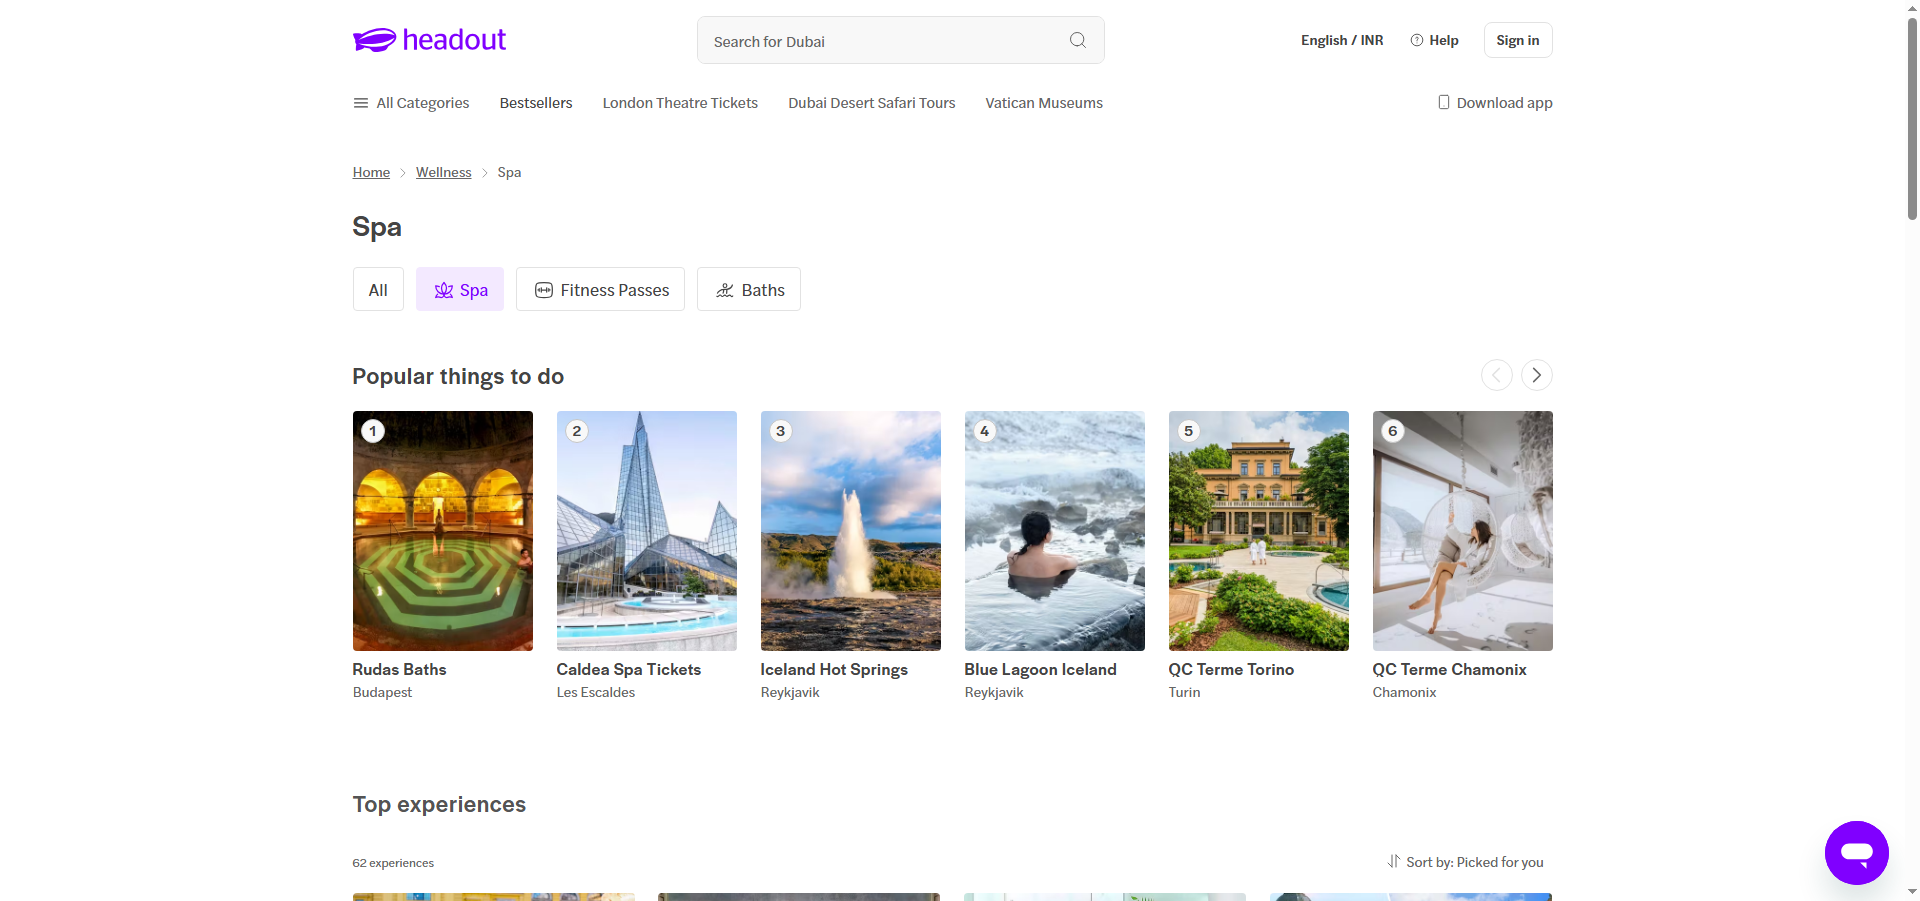 headout
Search for Dubai
English / INR
Help
Sign in
All Categories
Bestsellers
London Theatre Tickets
Dubai Desert Safari Tours
Vatican Museums
Download app
Home
Wellness
Spa
Spa
All
Spa
Fitness Passes
Baths
Popular things to do
1
2
3
4
5
6
Rudas Baths
Budapest
Caldea Spa Tickets
Les Escaldes
Iceland Hot Springs
Reykjavik
Blue Lagoon Iceland
Reykjavik
QC Terme Torino
Turin
QC Terme Chamonix
Chamonix
Top experiences
62 experiences
Sort by: Picked for you